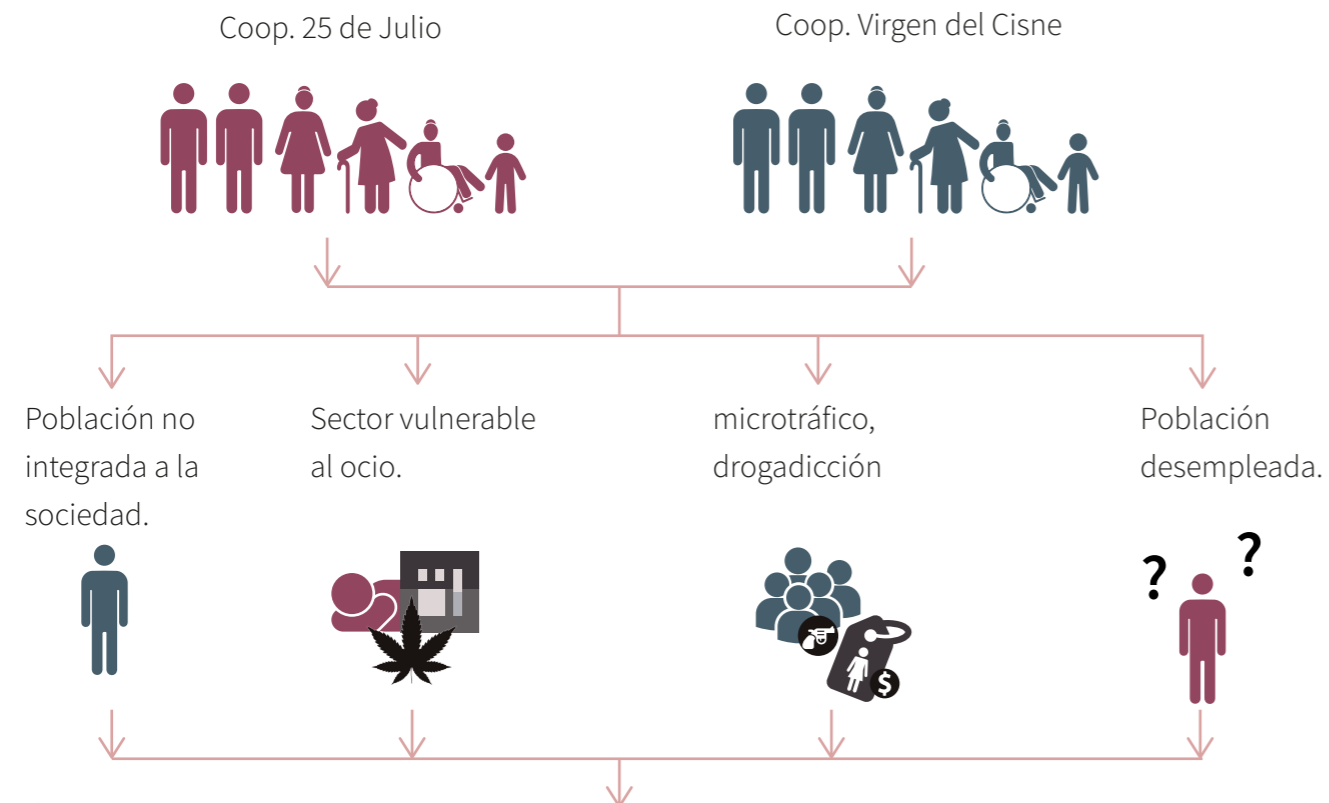 Coop. 25 de Julio
Coop. Virgen del Cisne
Población no
integrada a la
sociedad.
Sector vulnerable
al ocio.
microtráfico,
drogadicción
Población
desempleada.
?
?
$